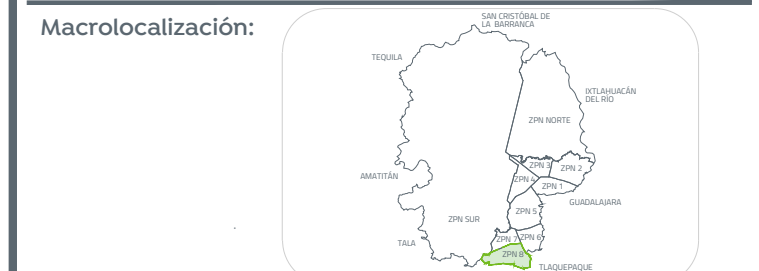 Macrolocalización:
SAN CRISTÓBAL DE
LA BARRANCA
TEQUILA
IXTLAHUACÁN
DEL RÍO
ZPN NORTE
ZPN 3
ZPN 2
AMATITÁN
ZPN 4
ZPN 1
GUADALAJARA
ZPN 5
ZPN SUR
TALA
ZPN 7
ZPN 6
ZPN 8
TLAQUEPAQUE